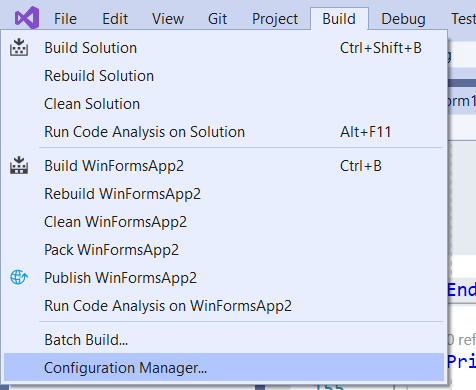 File Edit View Git Project Build Debug Test
Build Solution Ctrl+Shift+B
Rebuild Solution
Clean Solution
Run Code Analysis on Solution Alt+F11
Build WinFormsApp2 Ctrl+B
Rebuild WinFormsApp2
Clean WinFormsApp2
Pack WinFormsApp2
Publish WinFormsApp2
Run Code Analysis on WinFormsApp2
End
Batch Build...
0 ref
Configuration Manager...
Pri